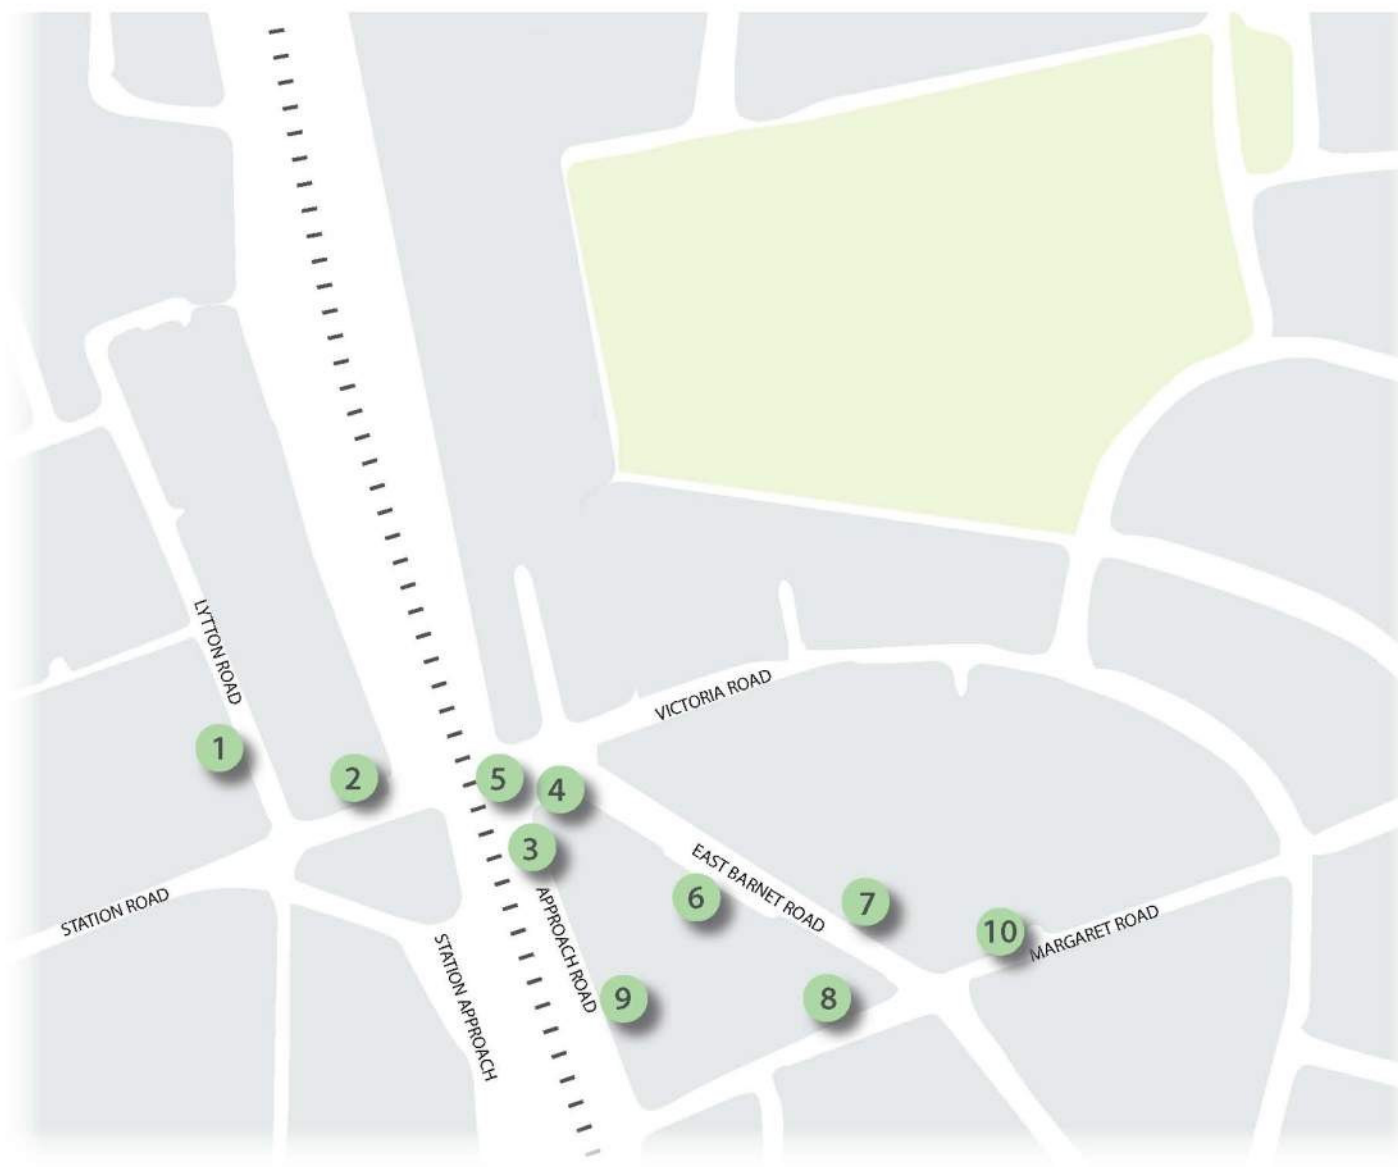 LYTTON ROAD
VICTORIA ROAD
1
2
5
4
3
EAST BARNET ROAD
STATION ROAD
APPROACH ROAD
6
7
10
MARGARET ROAD
STATION APPROACH
9
8